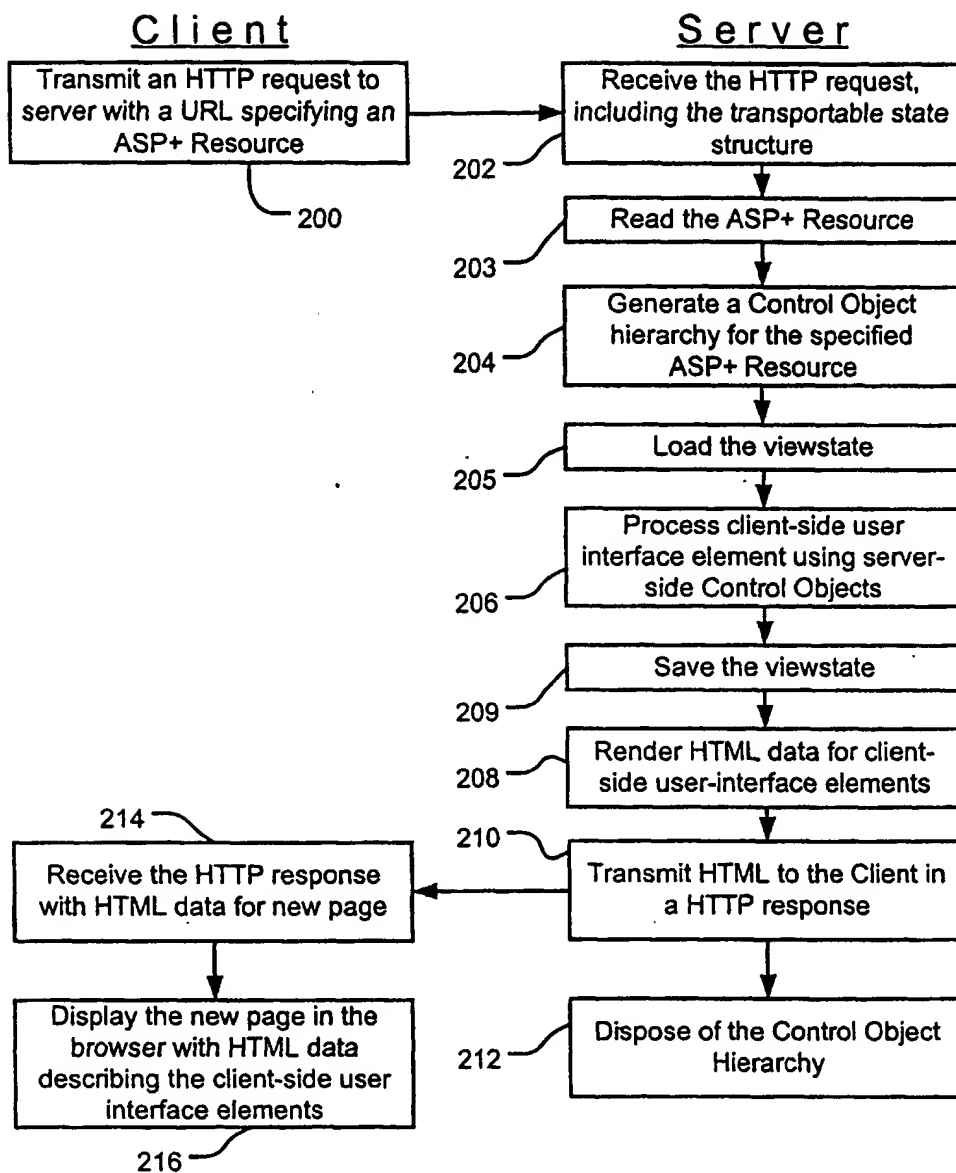 Client
Server
Transmit an HTTP request to
server with a URL specifying an
ASP+ Resource
200
Receive the HTTP request,
including the transportable state
structure
202
Read the ASP+ Resource
203
Generate a Control Object
hierarchy for the specified
ASP+ Resource
204
Load the viewstate
205
Process client-side user
interface element using server-
side Control Objects
206
Save the viewstate
209
Render HTML data for client-
side user-interface elements
208
210
Transmit HTML to the Client in
a HTTP response
214
Receive the HTTP response
with HTML data for new page
Display the new page in the
browser with HTML data
describing the client-side user
interface elements
216
Dispose of the Control Object
Hierarchy
212